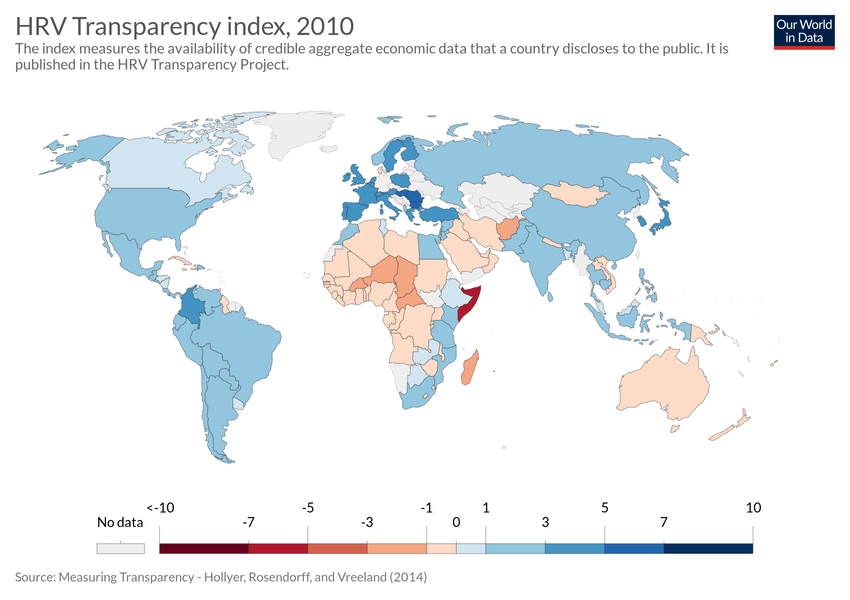 HRV Transparency index, 2010
Our World
in Data
The index measures the availability of credible aggregate economic data that a country discloses to the public. It is
published in the HRV Transparency Project.
<-10 -5 -1 1 5 10
No data -7 -3 0 3 7
Source: Measuring Transparency - Hollyer, Rosendorff, and Vreeland (2014)